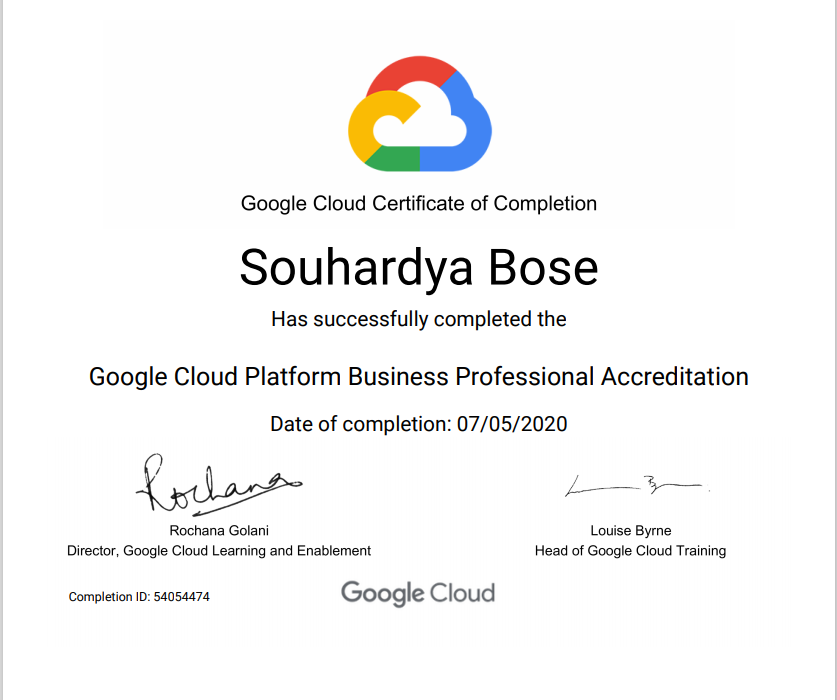 Google Cloud Certificate of Completion
Souhardya Bose
Has successfully completed the
Google Cloud Platform Business Professional Accreditation
Date of completion: 07/05/2020
Rochana
Rochana Golani
Director, Google Cloud Learning and Enablement
Louise Byrne
Head of Google Cloud Training
Completion ID: 54054474
Google Cloud